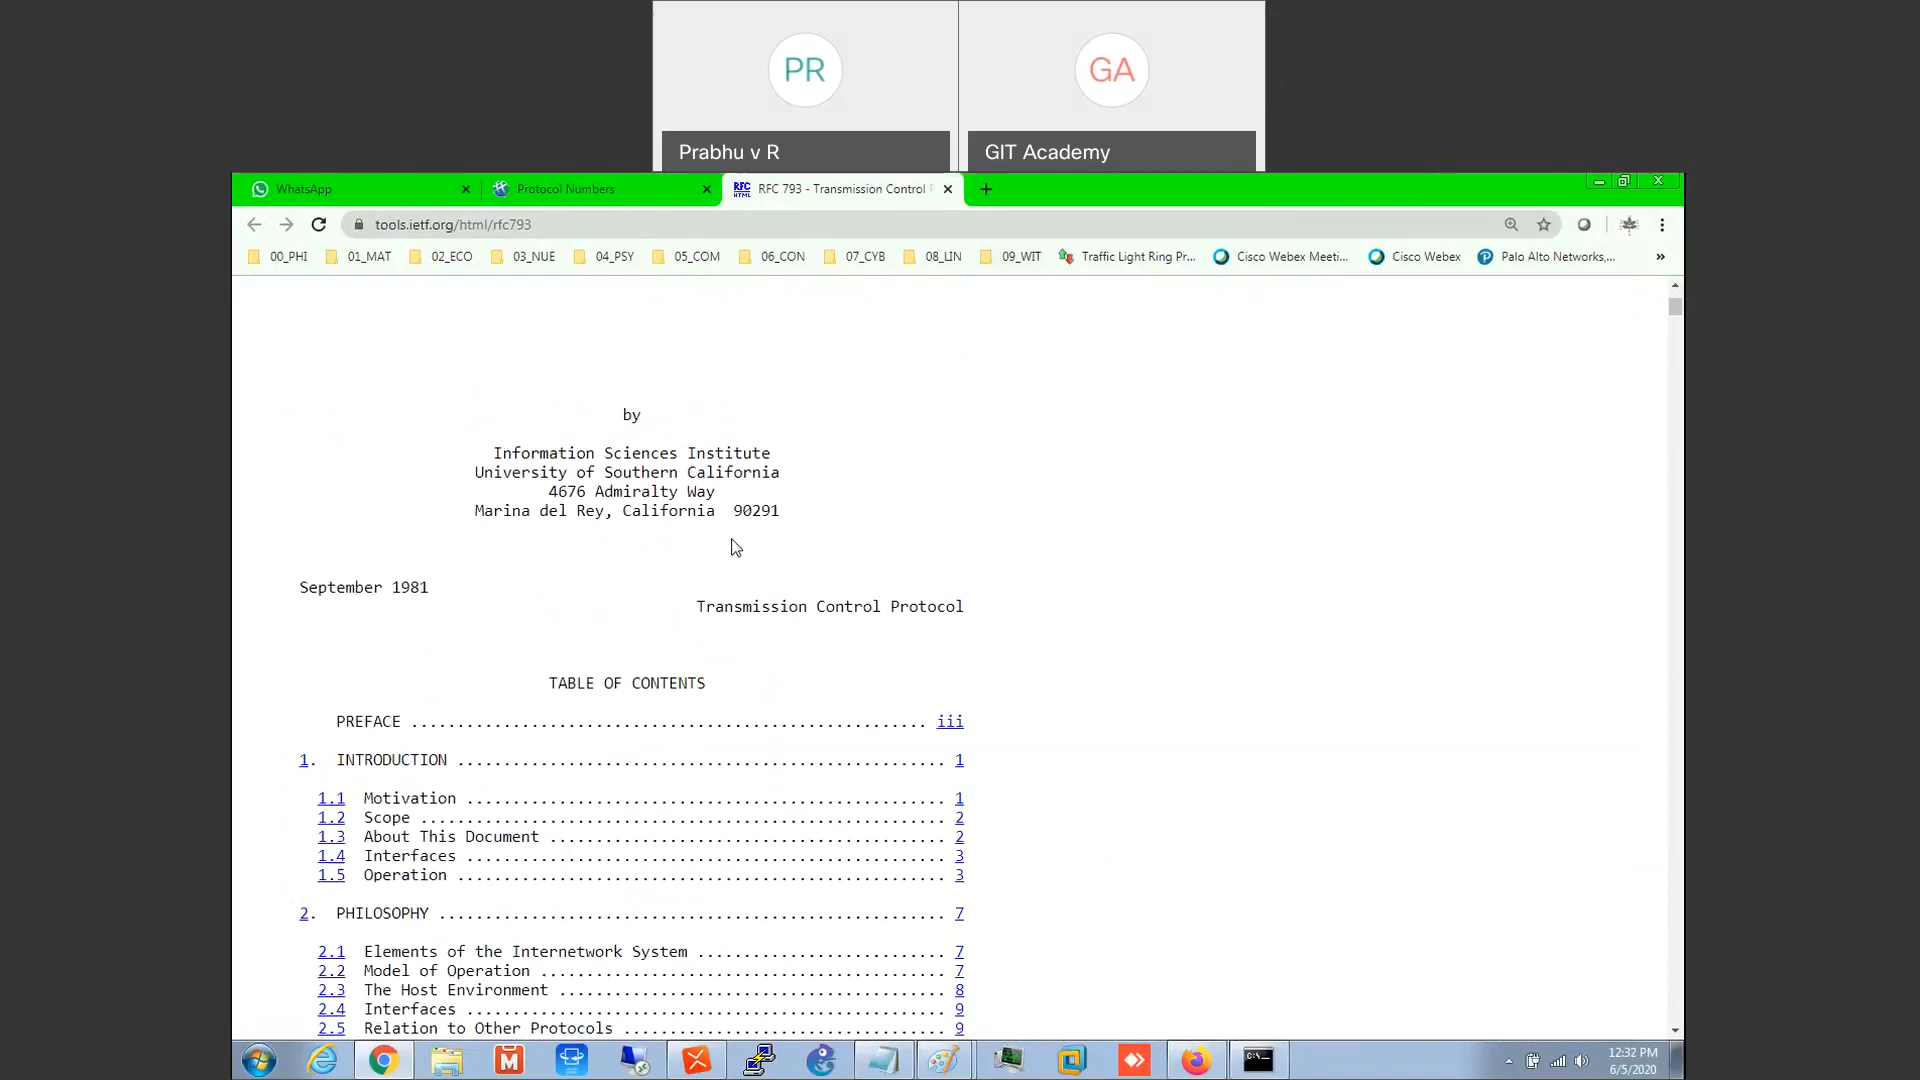 PR
GA
Prabhu v R
GIT Academy
WhatsApp
Protocol Numbers
RFC HTML
RFC 793 - Transmission Control
tools.ietf.org/html/rfc793
00_PHI
01_MAT
02_ECO
03_NUE
04_PSY
05_COM
06_CON
07_CYB
08_LIN
09_WIT
Traffic Light Ring Pr...
Cisco Webex Meeti...
Cisco Webex
Palo Alto Networks,...
»
by
Information Sciences Institute
University of Southern California
4676 Admiralty Way
Marina del Rey, California  90291
September 1981
Transmission Control Protocol
TABLE OF CONTENTS
PREFACE ........................................................ iii
1.  INTRODUCTION ..................................................... 1
1.1  Motivation .................................................... 1
1.2  Scope ......................................................... 2
1.3  About This Document ........................................... 2
1.4  Interfaces .................................................... 3
1.5  Operation ..................................................... 3
2.  PHILOSOPHY ....................................................... 7
2.1  Elements of the Internetwork System ........................... 7
2.2  Model of Operation ............................................ 7
2.3  The Host Environment .......................................... 8
2.4  Interfaces .................................................... 9
2.5  Relation to Other Protocols ................................... 9
12:32 PM
6/5/2020